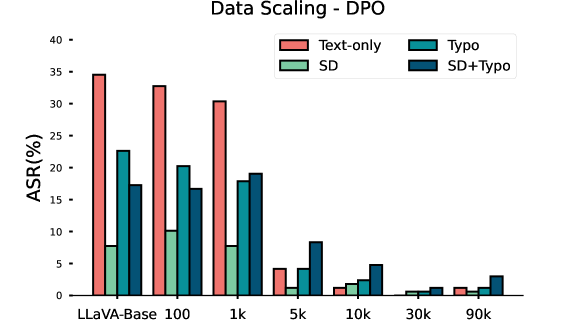 Data Scaling - DPO
Text-only Typo
SD SD+Typo
ASR(%)
40
35
30
25
20
15
10
5
0
LLaVA-Base 100 1k 5k 10k 30k 90k